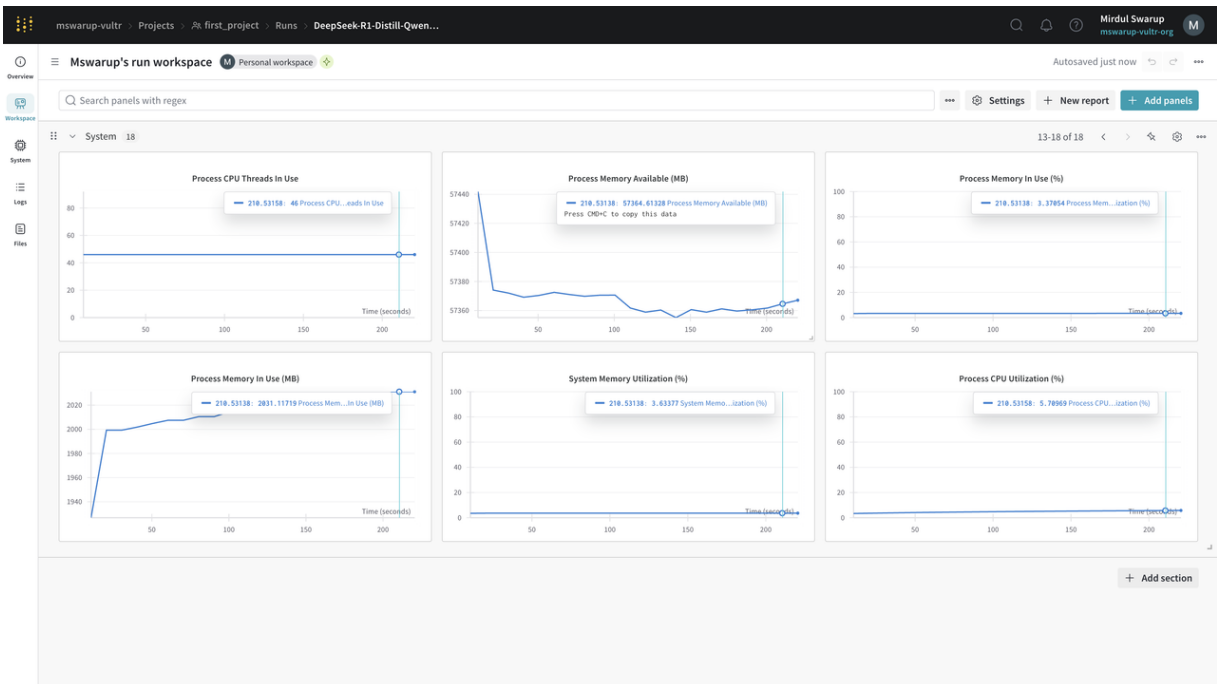 mswarup-vultr > Projects > first_project > Runs > DeepSeek-R1-Distill-Qwen...
Mirdul Swarup
mswarup-vultr-org
M
Overview
Workspace
System
Logs
Files
Mswarup's run workspace M Personal workspace
Autosaved just now
Search panels with regex
Settings
+ New report
+ Add panels
System 18
13-18 of 18
Process CPU Threads In Use
210.53158: 46 Process CPU...eads In Use
80
60
40
20
0
Time (seconds)
50 100 150 200
Process Memory Available (MB)
210.53138: 57364.61328 Process Memory Available (MB)
Press CMD+C to copy this data
57440
57420
57400
57380
57360
Time (seconds)
50 100 150 200
Process Memory In Use (%)
210.53138: 3.37054 Process Mem...ization (%)
100
80
60
40
20
0
Time (seconds)
50 100 150 200
Process Memory In Use (MB)
210.53138: 2031.11719 Process Mem...In Use (MB)
2020
2000
1980
1960
1940
Time (seconds)
50 100 150 200
System Memory Utilization (%)
210.53138: 3.63377 System Memo...ization (%)
100
80
60
40
20
0
Time (seconds)
50 100 150 200
Process CPU Utilization (%)
210.53158: 5.70969 Process CPU...ization (%)
100
80
60
40
20
0
Time (seconds)
50 100 150 200
+ Add section